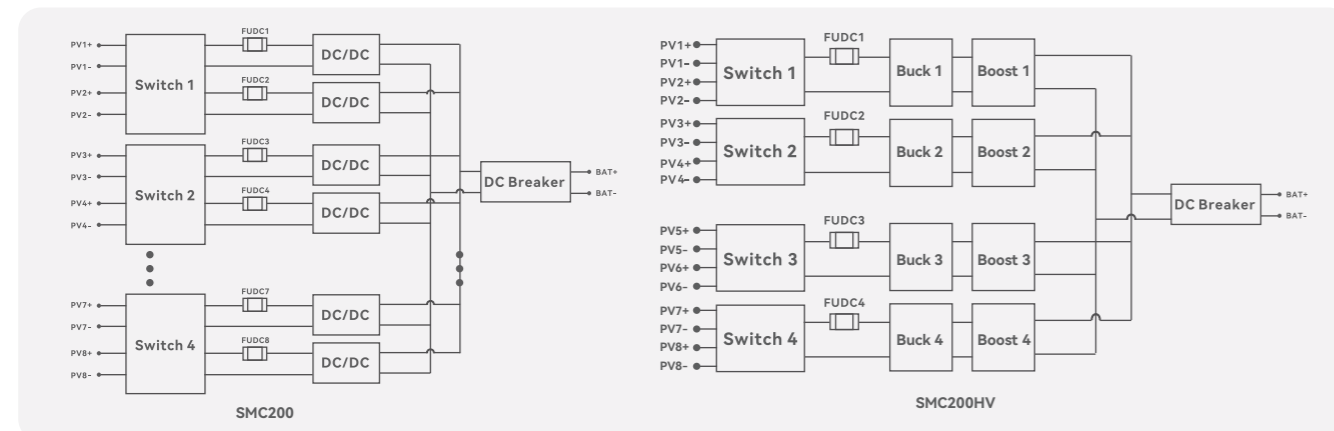 FUDC1
PV1+
PV1-
Switch 1
DC/DC
FUDC2
PV2+
PV2-
DC/DC
FUDC3
PV3+
PV3-
Switch 2
DC/DC
FUDC4
PV4+
PV4-
DC/DC
DC Breaker
BAT+
BAT-
FUDC7
PV7+
PV7-
Switch 4
DC/DC
FUDC8
PV8+
PV8-
DC/DC
SMC200
FUDC1
PV1+
PV1-
PV2+
PV2-
Switch 1
Buck 1
Boost 1
FUDC2
PV3+
PV3-
PV4+
PV4-
Switch 2
Buck 2
Boost 2
DC Breaker
BAT+
BAT-
FUDC3
PV5+
PV5-
PV6+
PV6-
Switch 3
Buck 3
Boost 3
FUDC4
PV7+
PV7-
PV8+
PV8-
Switch 4
Buck 4
Boost 4
SMC200HV